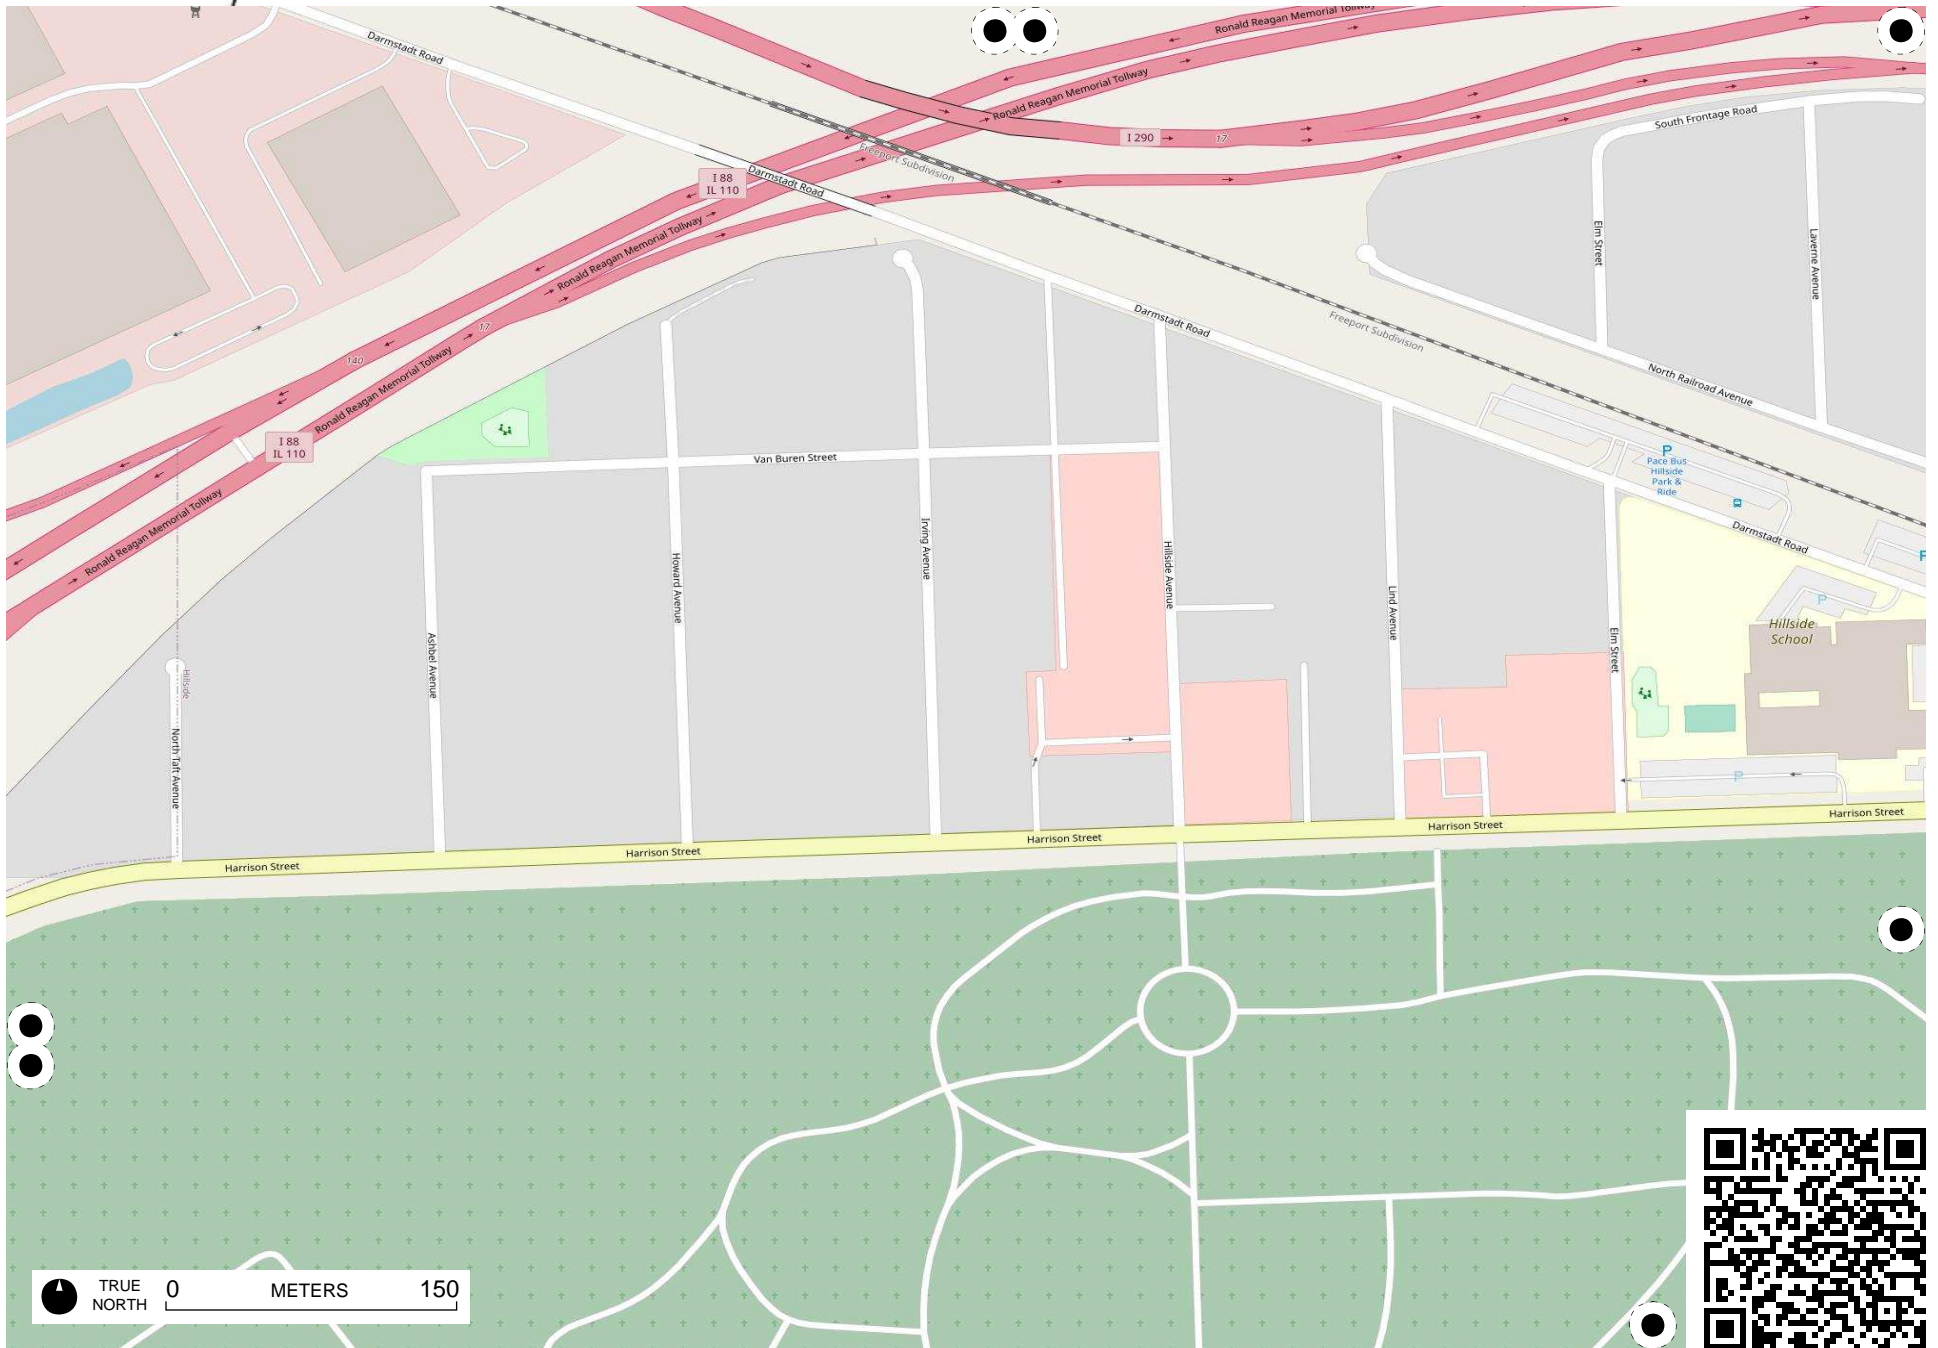 Ronald Reagan Memorial Tollway
Darmstadt Road
Ronald Reagan Memorial Tollway
South Frontage Road
I 290
17
Freeport Subdivision
I 88
IL 110
Darmstadt Road
Ronald Reagan Memorial Tollway
Elm Street
Laverne Avenue
Darmstadt Road
Freeport Subdivision
17
140
Ronald Reagan Memorial Tollway
North Railroad Avenue
I 88
IL 110
Van Buren Street
P
Pace Bus
Hillside
Park &
Ride
Ronald Reagan Memorial Tollway
Darmstadt Road
P
Irving Avenue
Howard Avenue
Hillside Avenue
Lind Avenue
P
Hillside
School
Ashbel Avenue
Elm Street
Hillside
North Taft Avenue
P
Harrison Street
Harrison Street
Harrison Street
Harrison Street
Harrison Street
TRUE
NORTH
0 METERS 150